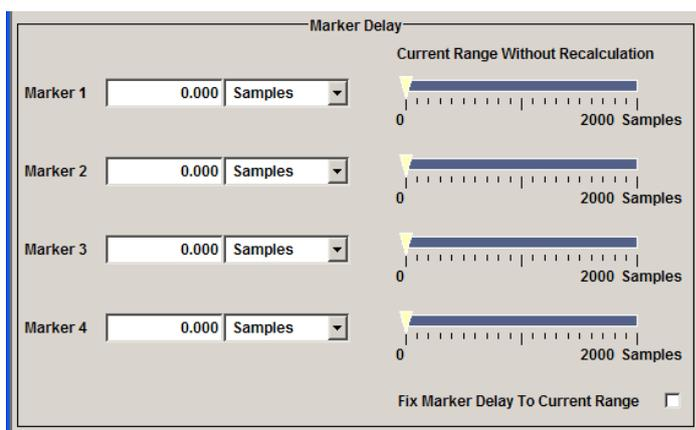 Marker Delay
Current Range Without Recalculation
Marker 1 0.000 Samples
0 2000 Samples
Marker 2 0.000 Samples
0 2000 Samples
Marker 3 0.000 Samples
0 2000 Samples
Marker 4 0.000 Samples
0 2000 Samples
Fix Marker Delay To Current Range